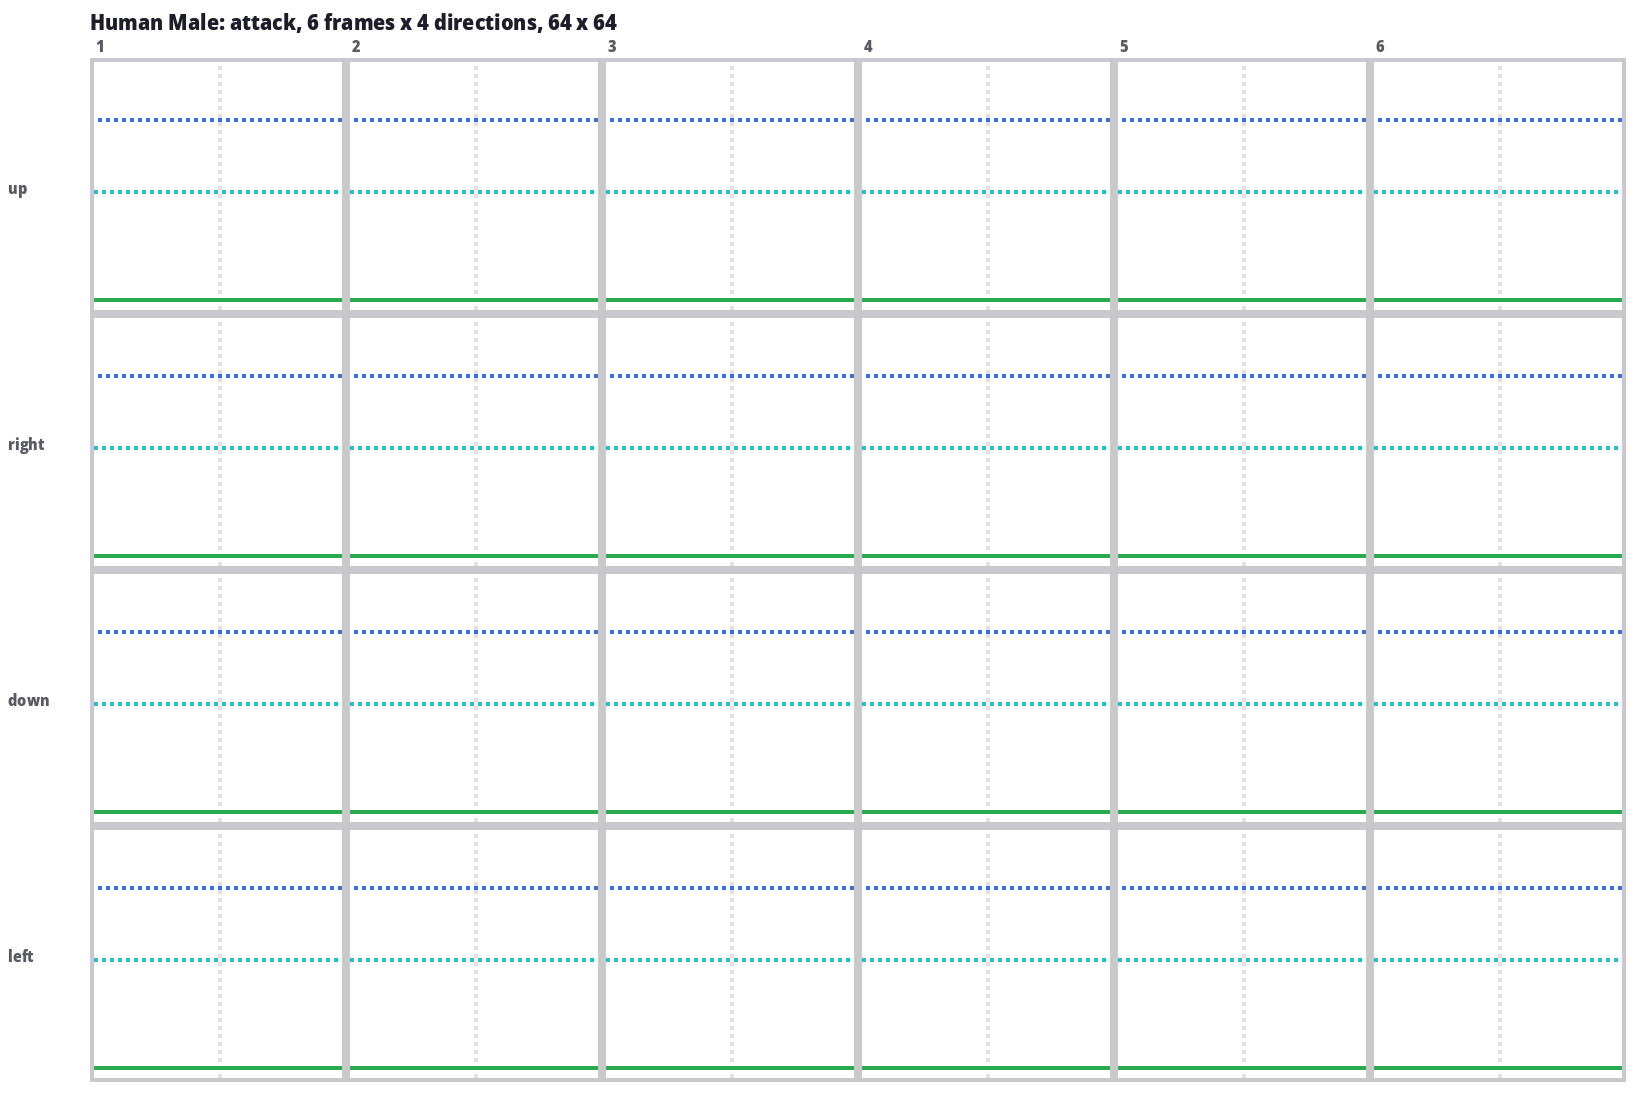 Human Male: attack, 6 frames x 4 directions, 64 x 64
1 2 3 4 5 6
up
right
down
left